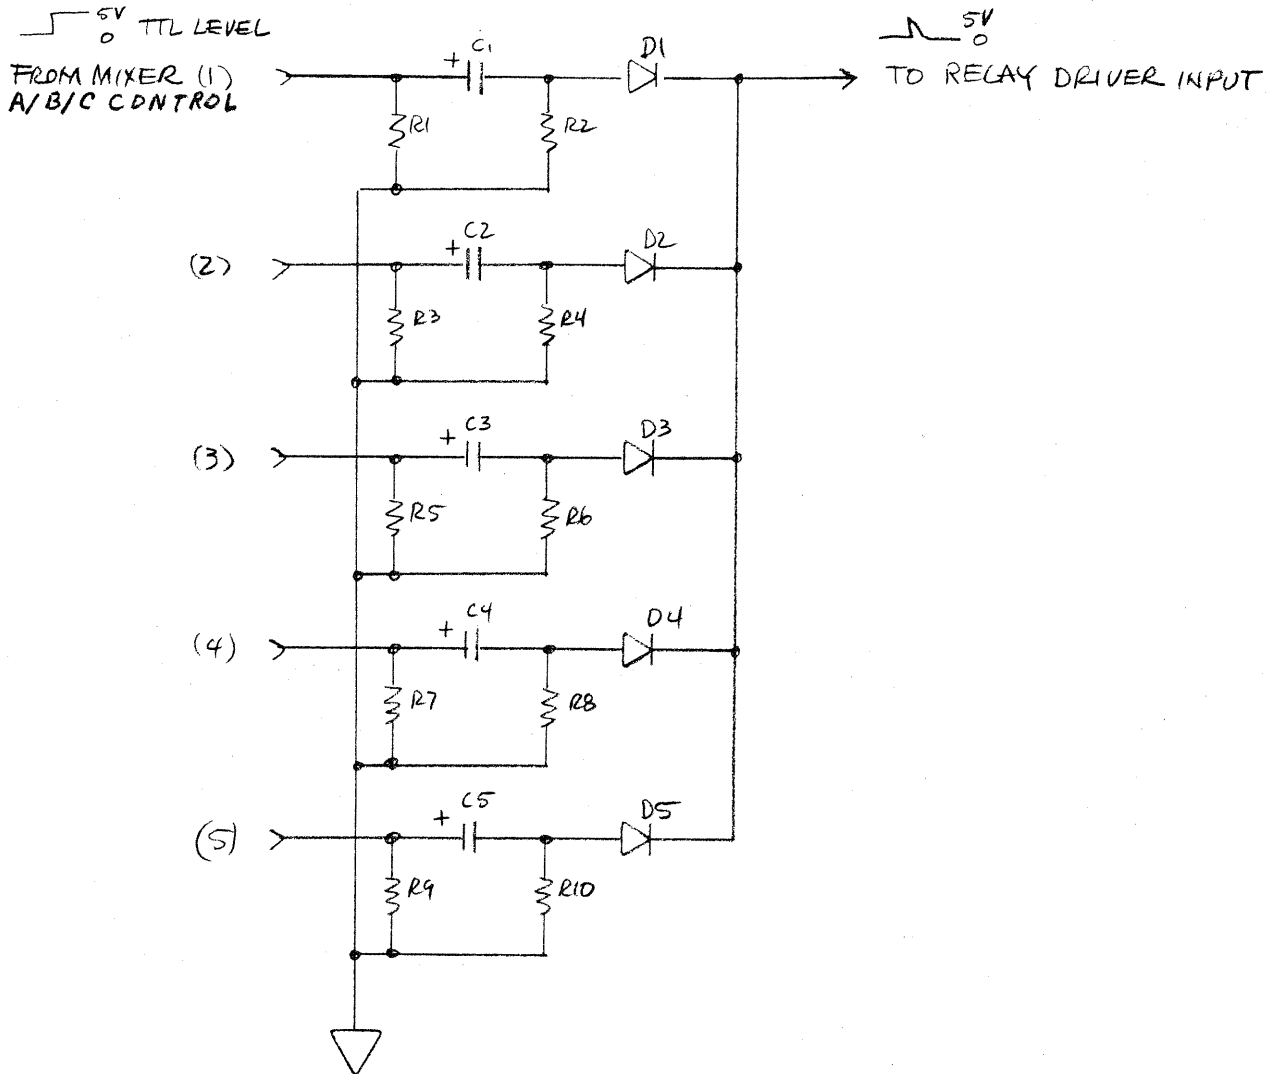 5V
0 TTL LEVEL
FROM MIXER (1)
A/B/C CONTROL
+ C1
D1
5V
0
TO RELAY DRIVER INPUT
R1
R2
(2)
+ C2
D2
R3
R4
(3)
+ C3
D3
R5
R6
(4)
+ C4
D4
R7
R8
(5)
+ C5
D5
R9
R10